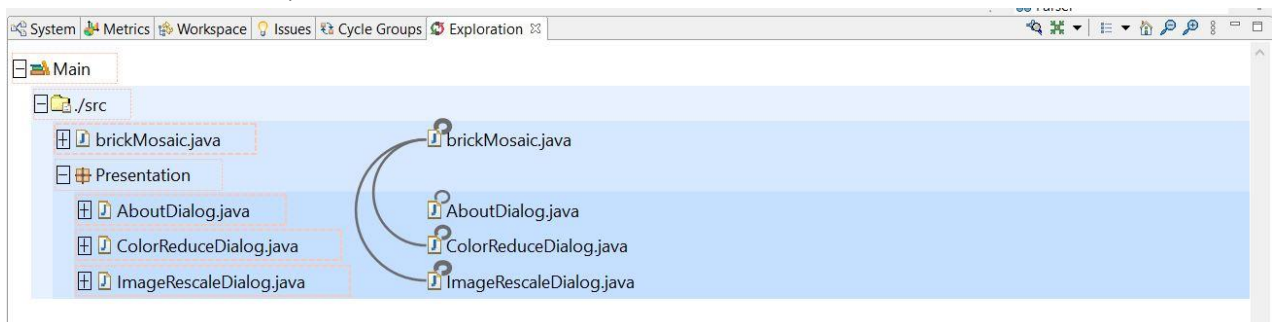 Parser
System Metrics Workspace Issues Cycle Groups Exploration
Main
./src
brickMosaic.java brickMosaic.java
Presentation
AboutDialog.java AboutDialog.java
ColorReduceDialog.java ColorReduceDialog.java
ImageRescaleDialog.java ImageRescaleDialog.java